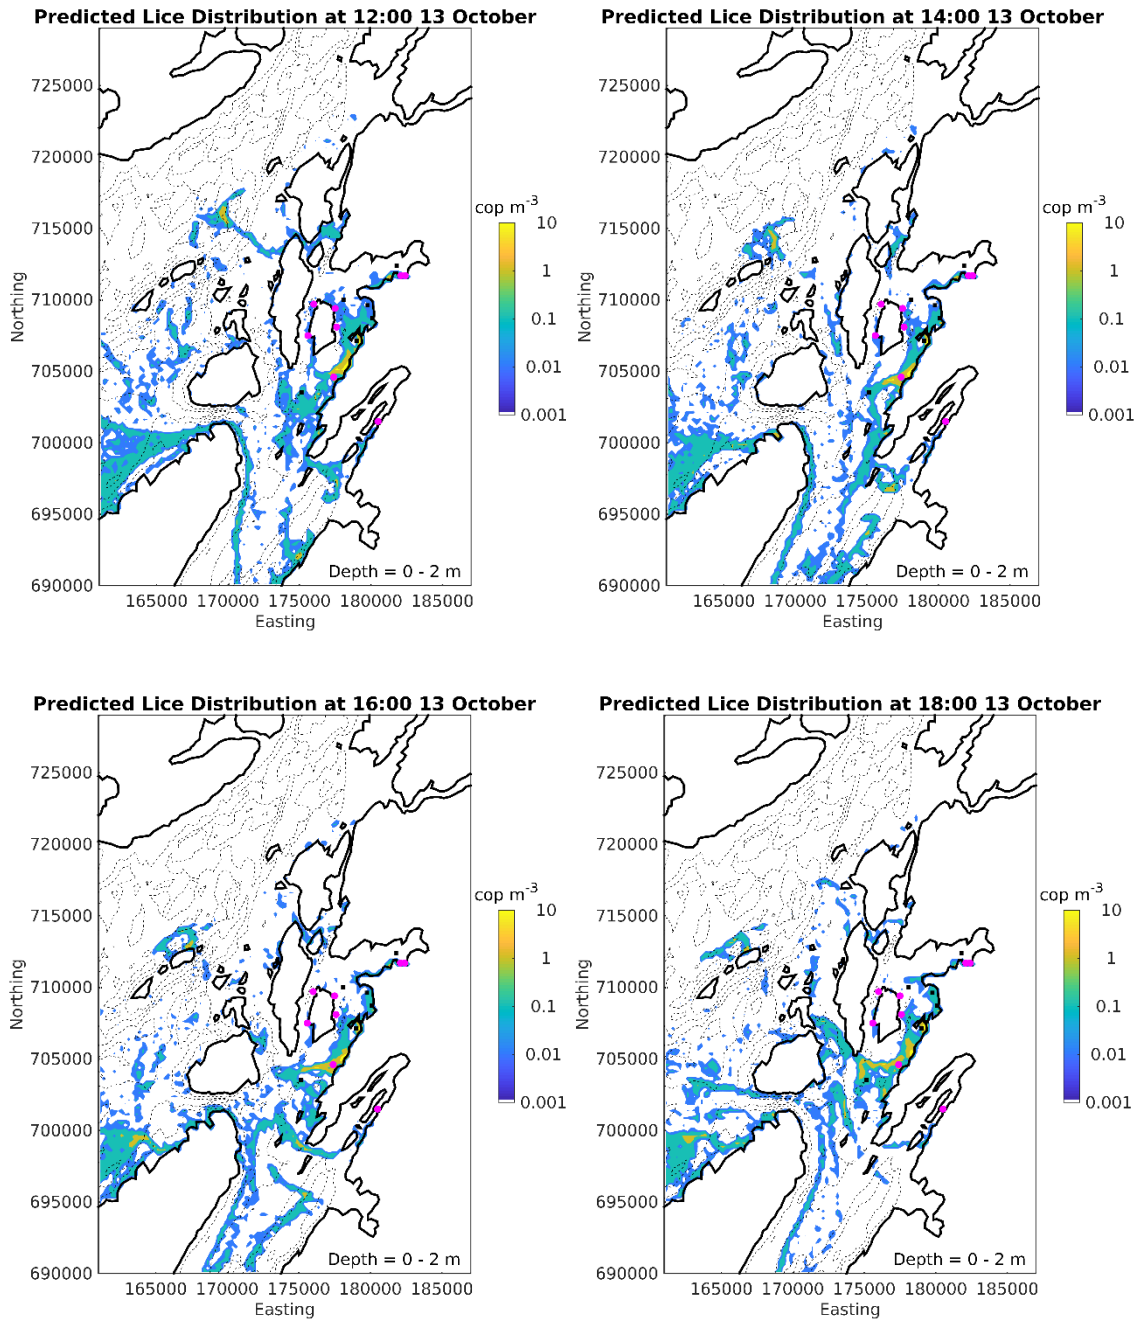 Predicted Lice Distribution at 12:00 13 October
725000
720000
715000
710000
705000
700000
695000
690000
Northing
165000 170000 175000 180000 185000
Easting
Depth = 0 - 2 m
cop m-3
10
1
0.1
0.01
0.001
Predicted Lice Distribution at 14:00 13 October
725000
720000
715000
710000
705000
700000
695000
690000
Northing
165000 170000 175000 180000 185000
Easting
Depth = 0 - 2 m
cop m-3
10
1
0.1
0.01
0.001
Predicted Lice Distribution at 16:00 13 October
725000
720000
715000
710000
705000
700000
695000
690000
Northing
165000 170000 175000 180000 185000
Easting
Depth = 0 - 2 m
cop m-3
10
1
0.1
0.01
0.001
Predicted Lice Distribution at 18:00 13 October
725000
720000
715000
710000
705000
700000
695000
690000
Northing
165000 170000 175000 180000 185000
Easting
Depth = 0 - 2 m
cop m-3
10
1
0.1
0.01
0.001